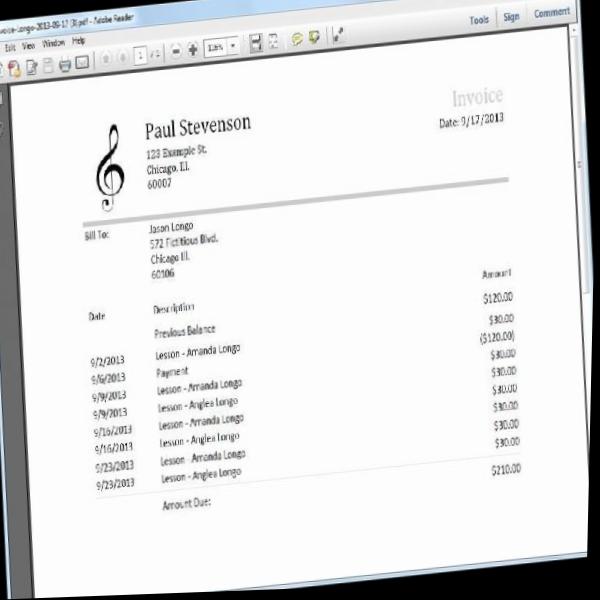 Invoice-Longo-2013-09-17 (3).pdf - Adobe Reader
Edit View Window Help
1 / 1 126% Tools Sign Comment
Invoice
Date: 9/17/2013
Paul Stevenson
123 Example St.
Chicago, Ill.
60007
Bill To: Jason Longo
572 Fictitious Blvd.
Chicago Ill.
60106
Date Description Amount
Previous Balance $120.00
9/2/2013 Lesson - Amanda Longo $30.00
9/6/2013 Payment ($120.00)
9/9/2013 Lesson - Amanda Longo $30.00
9/9/2013 Lesson - Anglea Longo $30.00
9/16/2013 Lesson - Amanda Longo $30.00
9/16/2013 Lesson - Anglea Longo $30.00
9/23/2013 Lesson - Amanda Longo $30.00
9/23/2013 Lesson - Anglea Longo $30.00
Amount Due: $210.00